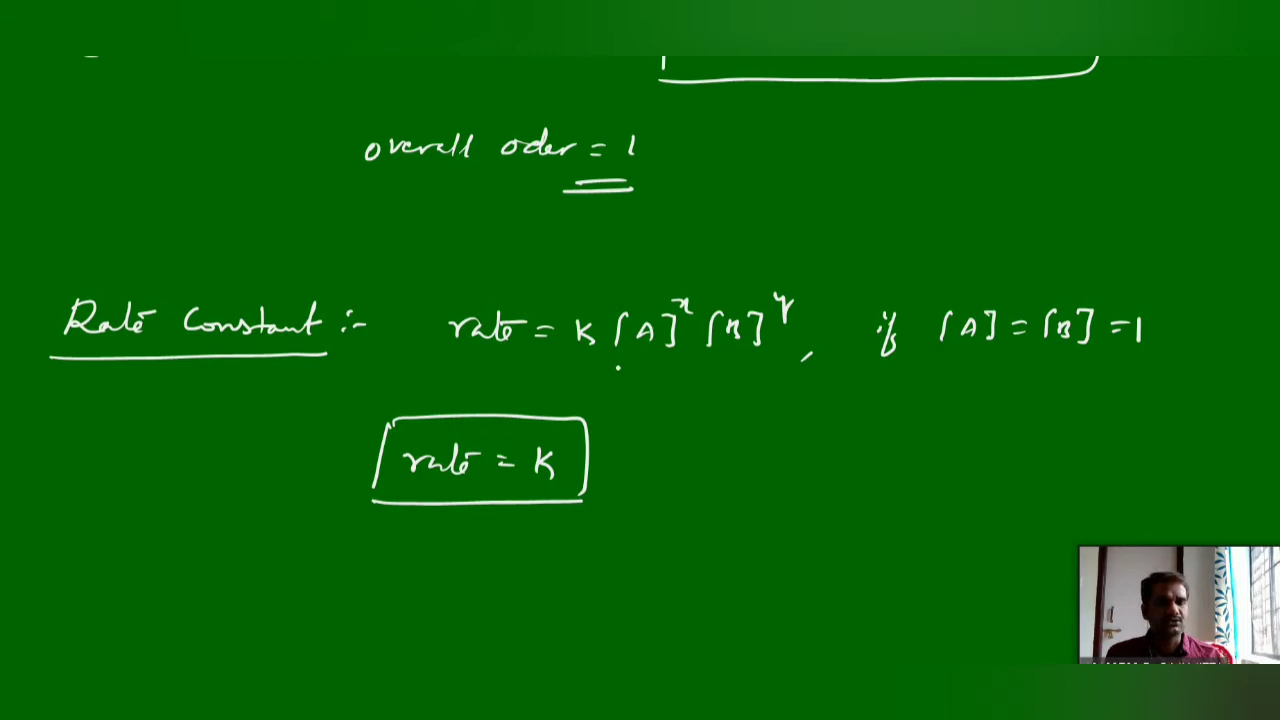 overall oder = 1
Rate Constant :- rate = K [A]^x [B]^y, if [A] = [B] = 1
rate = K